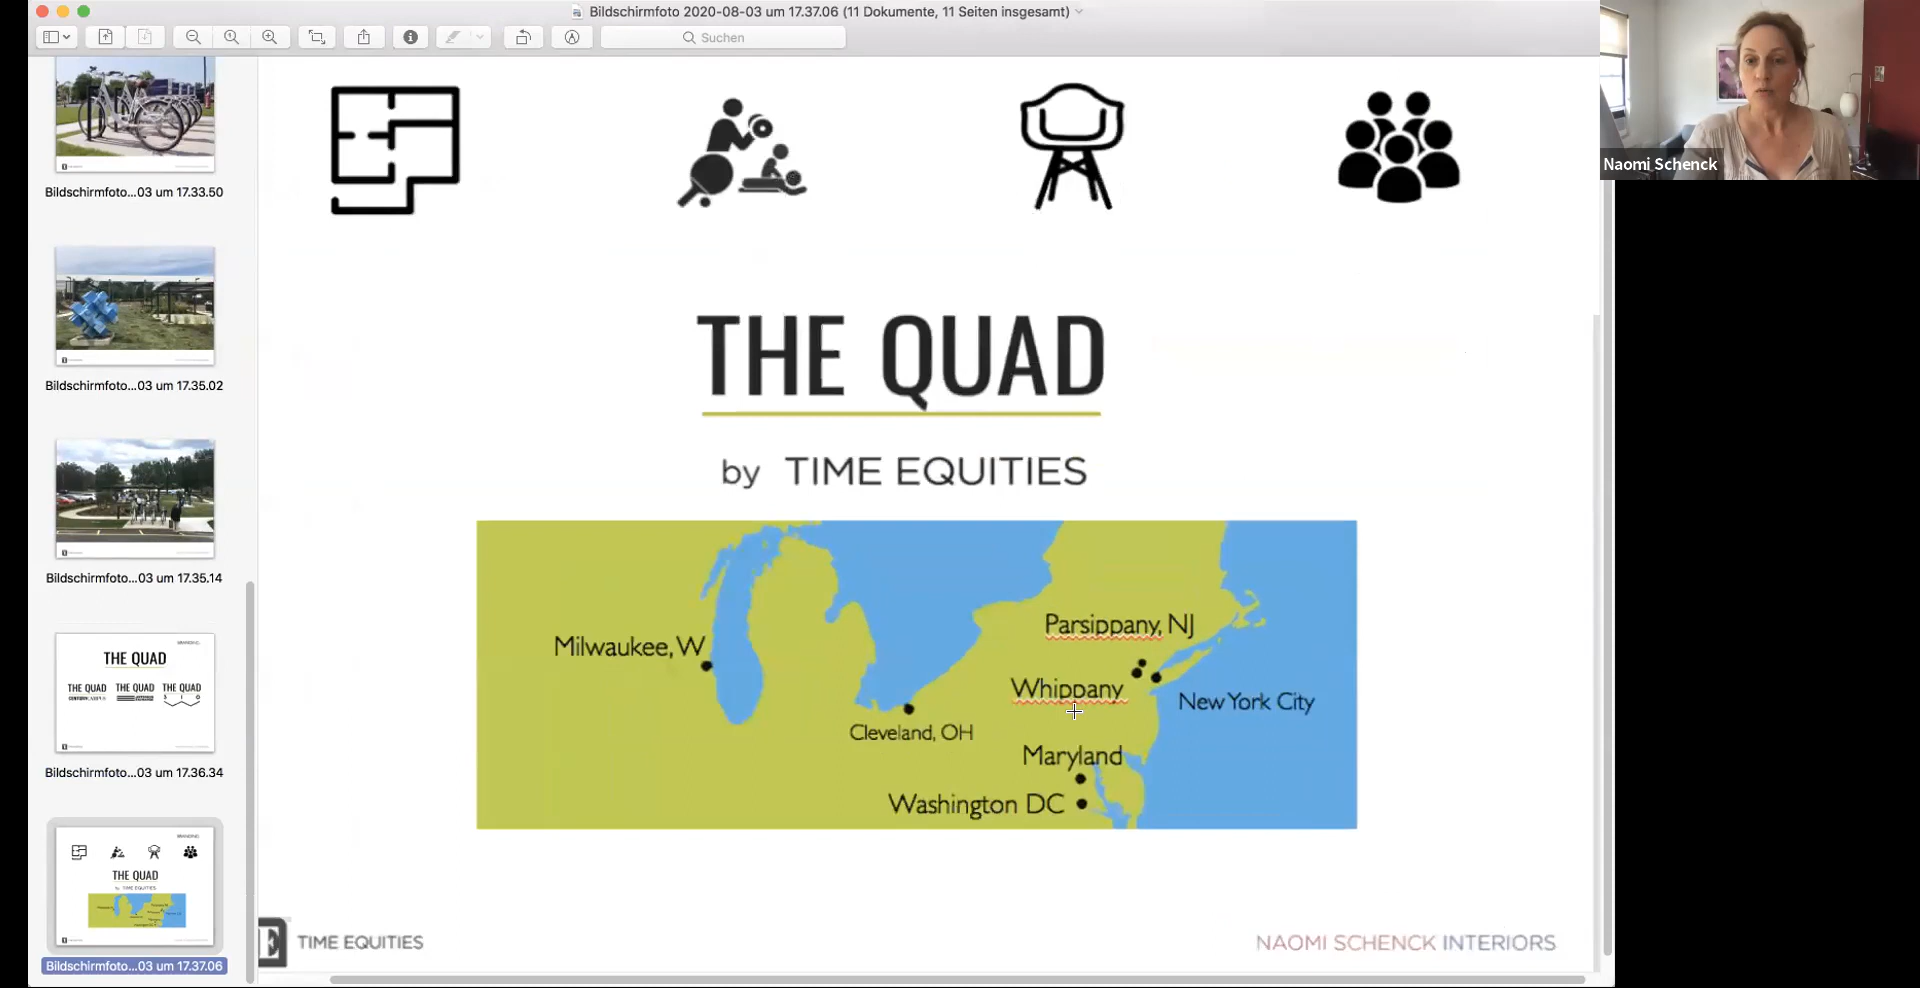 Bildschirmfoto 2020-08-03 um 17.37.06 (11 Dokumente, 11 Seiten insgesamt)
Suchen
Naomi Schenck
Bildschirmfoto...03 um 17.33.50
Bildschirmfoto...03 um 17.35.02
Bildschirmfoto...03 um 17.35.14
THE QUAD
THE QUAD THE QUAD THE QUAD
Bildschirmfoto...03 um 17.36.34
THE QUAD
by TIME EQUITIES
Bildschirmfoto...03 um 17.37.06
THE QUAD
by TIME EQUITIES
Parsippany, NJ
Milwaukee, W
Whippany
New York City
Cleveland, OH
Maryland
Washington DC
E TIME EQUITIES
NAOMI SCHENCK INTERIORS